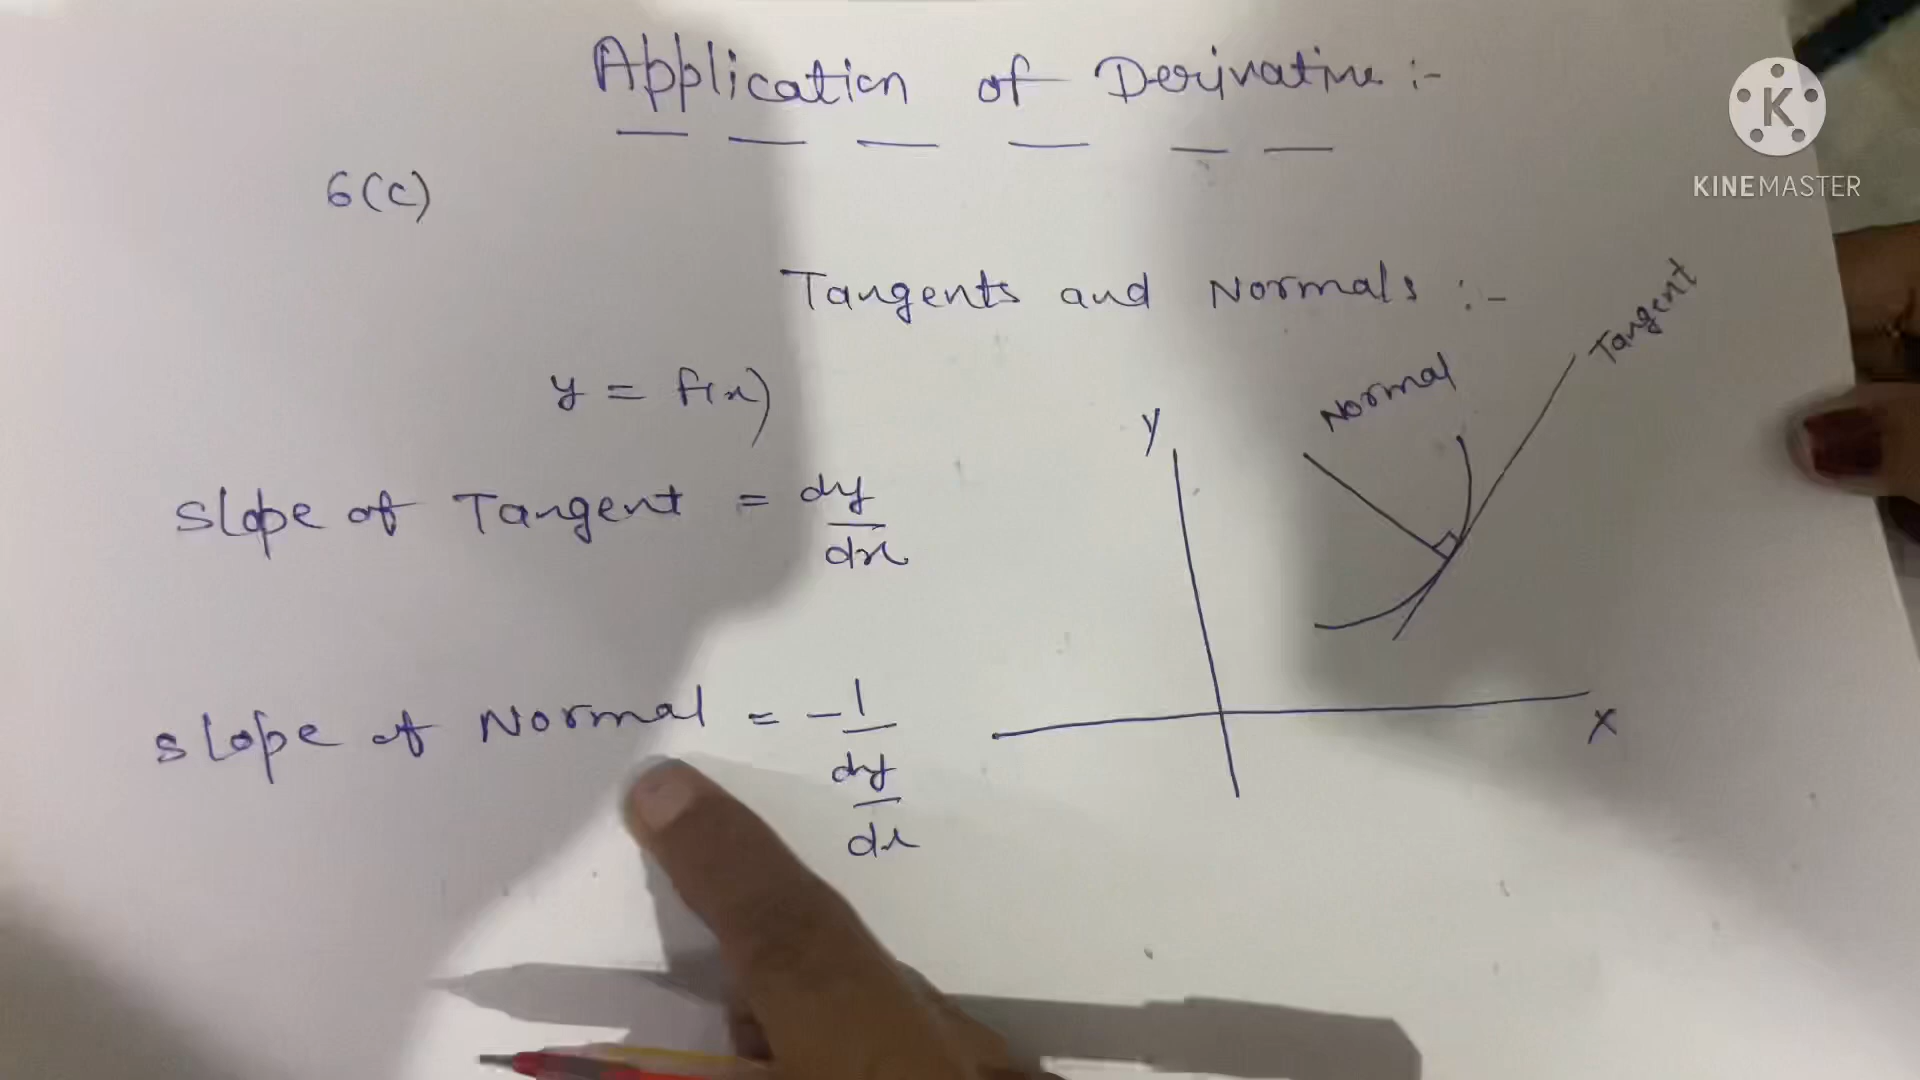 Application of Derivative :-
K
KINEMASTER
6(c)
Tangents and Normals :-
y = f(x)
Normal
Tangent
y
Slope of Tangent = dy/dx
Slope of Normal = -1/dy/dx
x